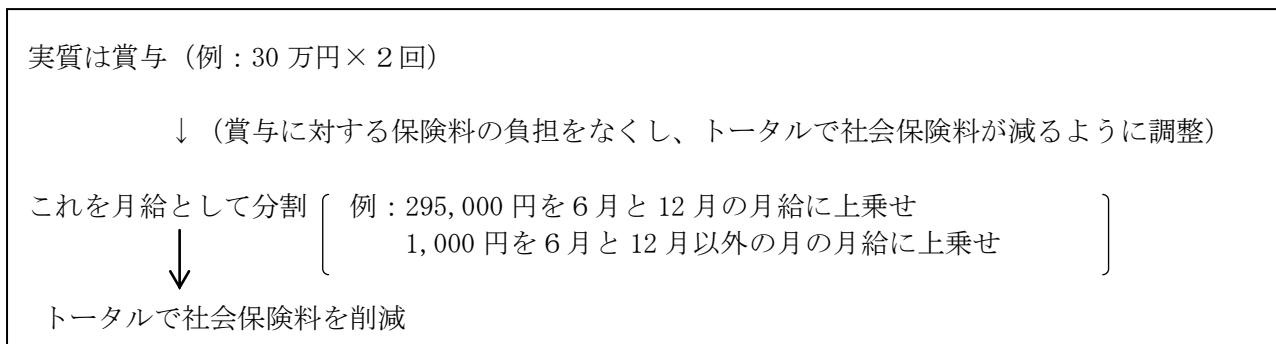 実質は賞与（例：30 万円×２回）
↓（賞与に対する保険料の負担をなくし、トータルで社会保険料が減るように調整）
これを月給として分割 例：295,000 円を６月と 12 月の月給に上乗せ
1,000 円を６月と 12 月以外の月の月給に上乗せ
トータルで社会保険料を削減